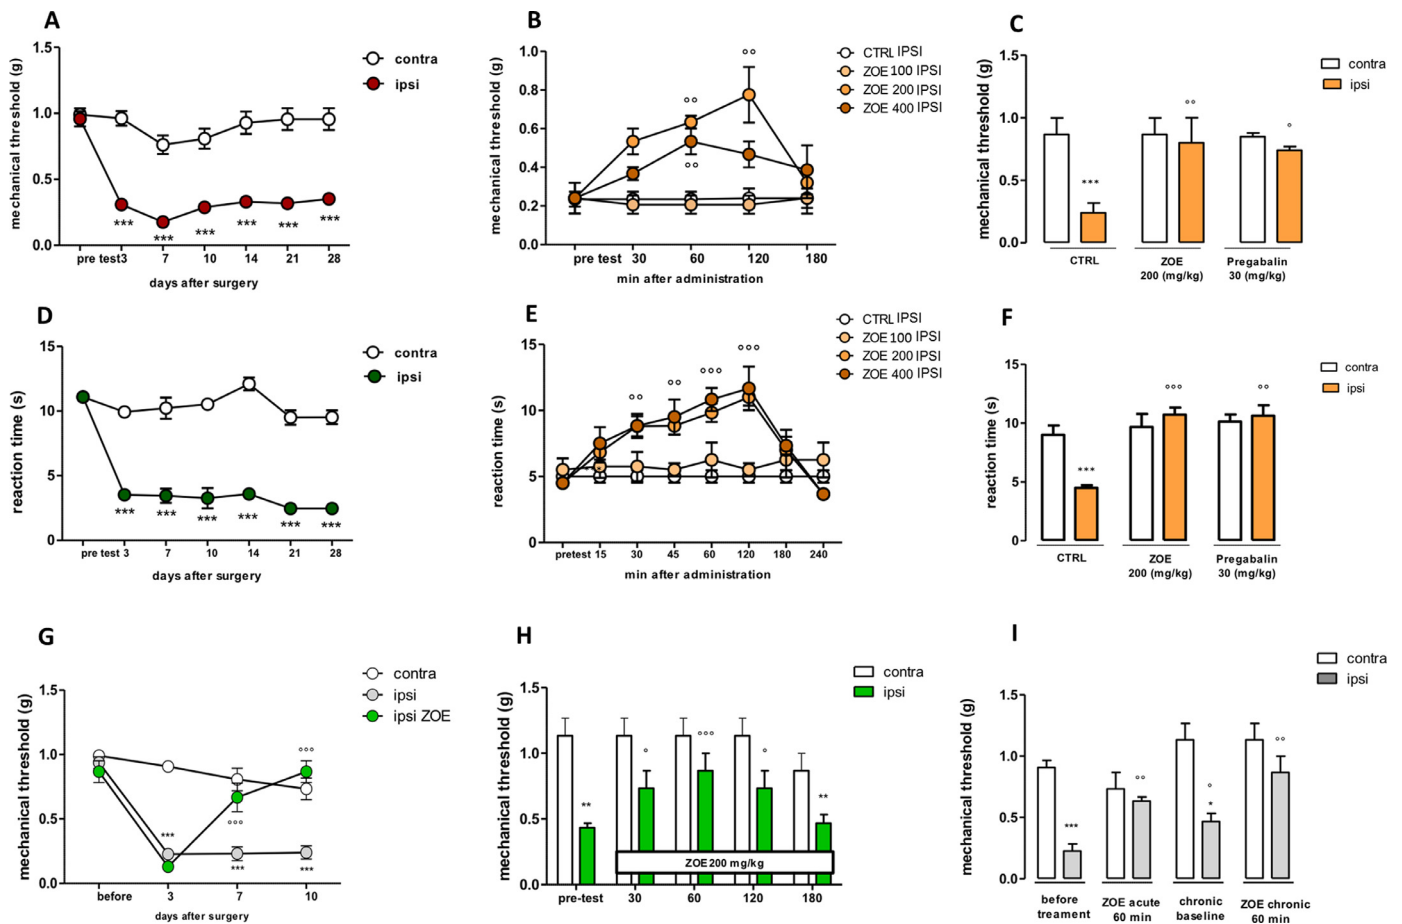 A
mechanical threshold (g)
1.5
1.0
0.5
0.0
contra
ipsi
***
***
***
***
***
***
pre test 3 7 10 14 21 28
days after surgery
B
mechanical threshold (g)
1.0
0.8
0.6
0.4
0.2
0.0
°°
°°
°°
CTRL IPSI
ZOE 100 IPSI
ZOE 200 IPSI
ZOE 400 IPSI
pre test 30 60 120 180
min after administration
C
mechanical threshold (g)
1.5
1.0
0.5
0.0
contra
ipsi
***
°°
°
CTRL ZOE Pregabalin
200 (mg/kg) 30 (mg/kg)
D
reaction time (s)
15
10
5
0
contra
ipsi
***
***
***
***
***
***
pre test 3 7 10 14 21 28
days after surgery
E
reaction time (s)
15
10
5
0
°°
°°
°°°
°°°
CTRL IPSI
ZOE 100 IPSI
ZOE 200 IPSI
ZOE 400 IPSI
pretest 15 30 45 60 120 180 240
min after administration
F
reaction time (s)
15
10
5
0
contra
ipsi
***
°°°
°°
CTRL ZOE Pregabalin
200 (mg/kg) 30 (mg/kg)
G
mechanical threshold (g)
1.5
1.0
0.5
0.0
contra
ipsi
ipsi ZOE
***
°°°
***
°°°
***
before 3 7 10
days after surgery
H
mechanical threshold (g)
1.5
1.0
0.5
0.0
contra
ipsi
**
°
°°°
°
**
ZOE 200 mg/kg
pre-test 30 60 120 180
I
mechanical threshold (g)
1.5
1.0
0.5
0.0
contra
ipsi
***
°°
°
*
°°
before ZOE acute chronic ZOE chronic
treament 60 min baseline 60 min